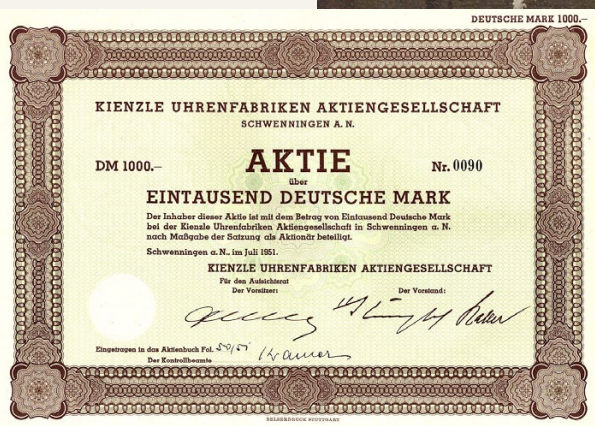 DEUTSCHE MARK 1000.–
KIENZLE UHRENFABRIKEN AKTIENGESELLSCHAFT
SCHWENNINGEN A. N.
DM 1000.– AKTIE Nr. 0090
über
EINTAUSEND DEUTSCHE MARK
Der Inhaber dieser Aktie ist mit dem Betrag von Eintausend Deutsche Mark
bei der Kienzle Uhrenfabriken Aktiengesellschaft in Schwenningen a. N.
nach Maßgabe der Satzung als Aktionär beteiligt.
Schwenningen a. N., im Juli 1951.
KIENZLE UHRENFABRIKEN AKTIENGESELLSCHAFT
Für den Aufsichtsrat
Der Vorsitzer: Der Vorstand:
Eingetragen in das Aktienbuch Fol.
Der Kontrollbeamte
BELSERDRUCK STUTTGART